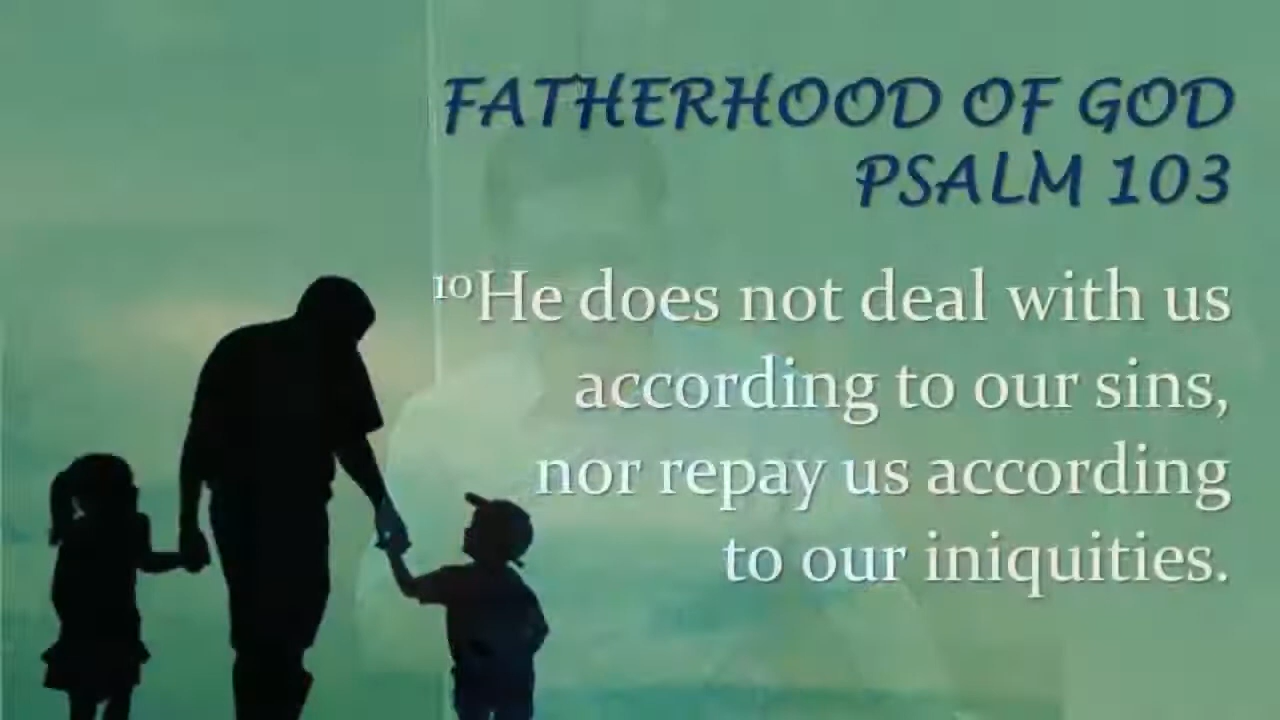 FATHERHOOD OF GOD
PSALM 103
10He does not deal with us
according to our sins,
nor repay us according
to our iniquities.